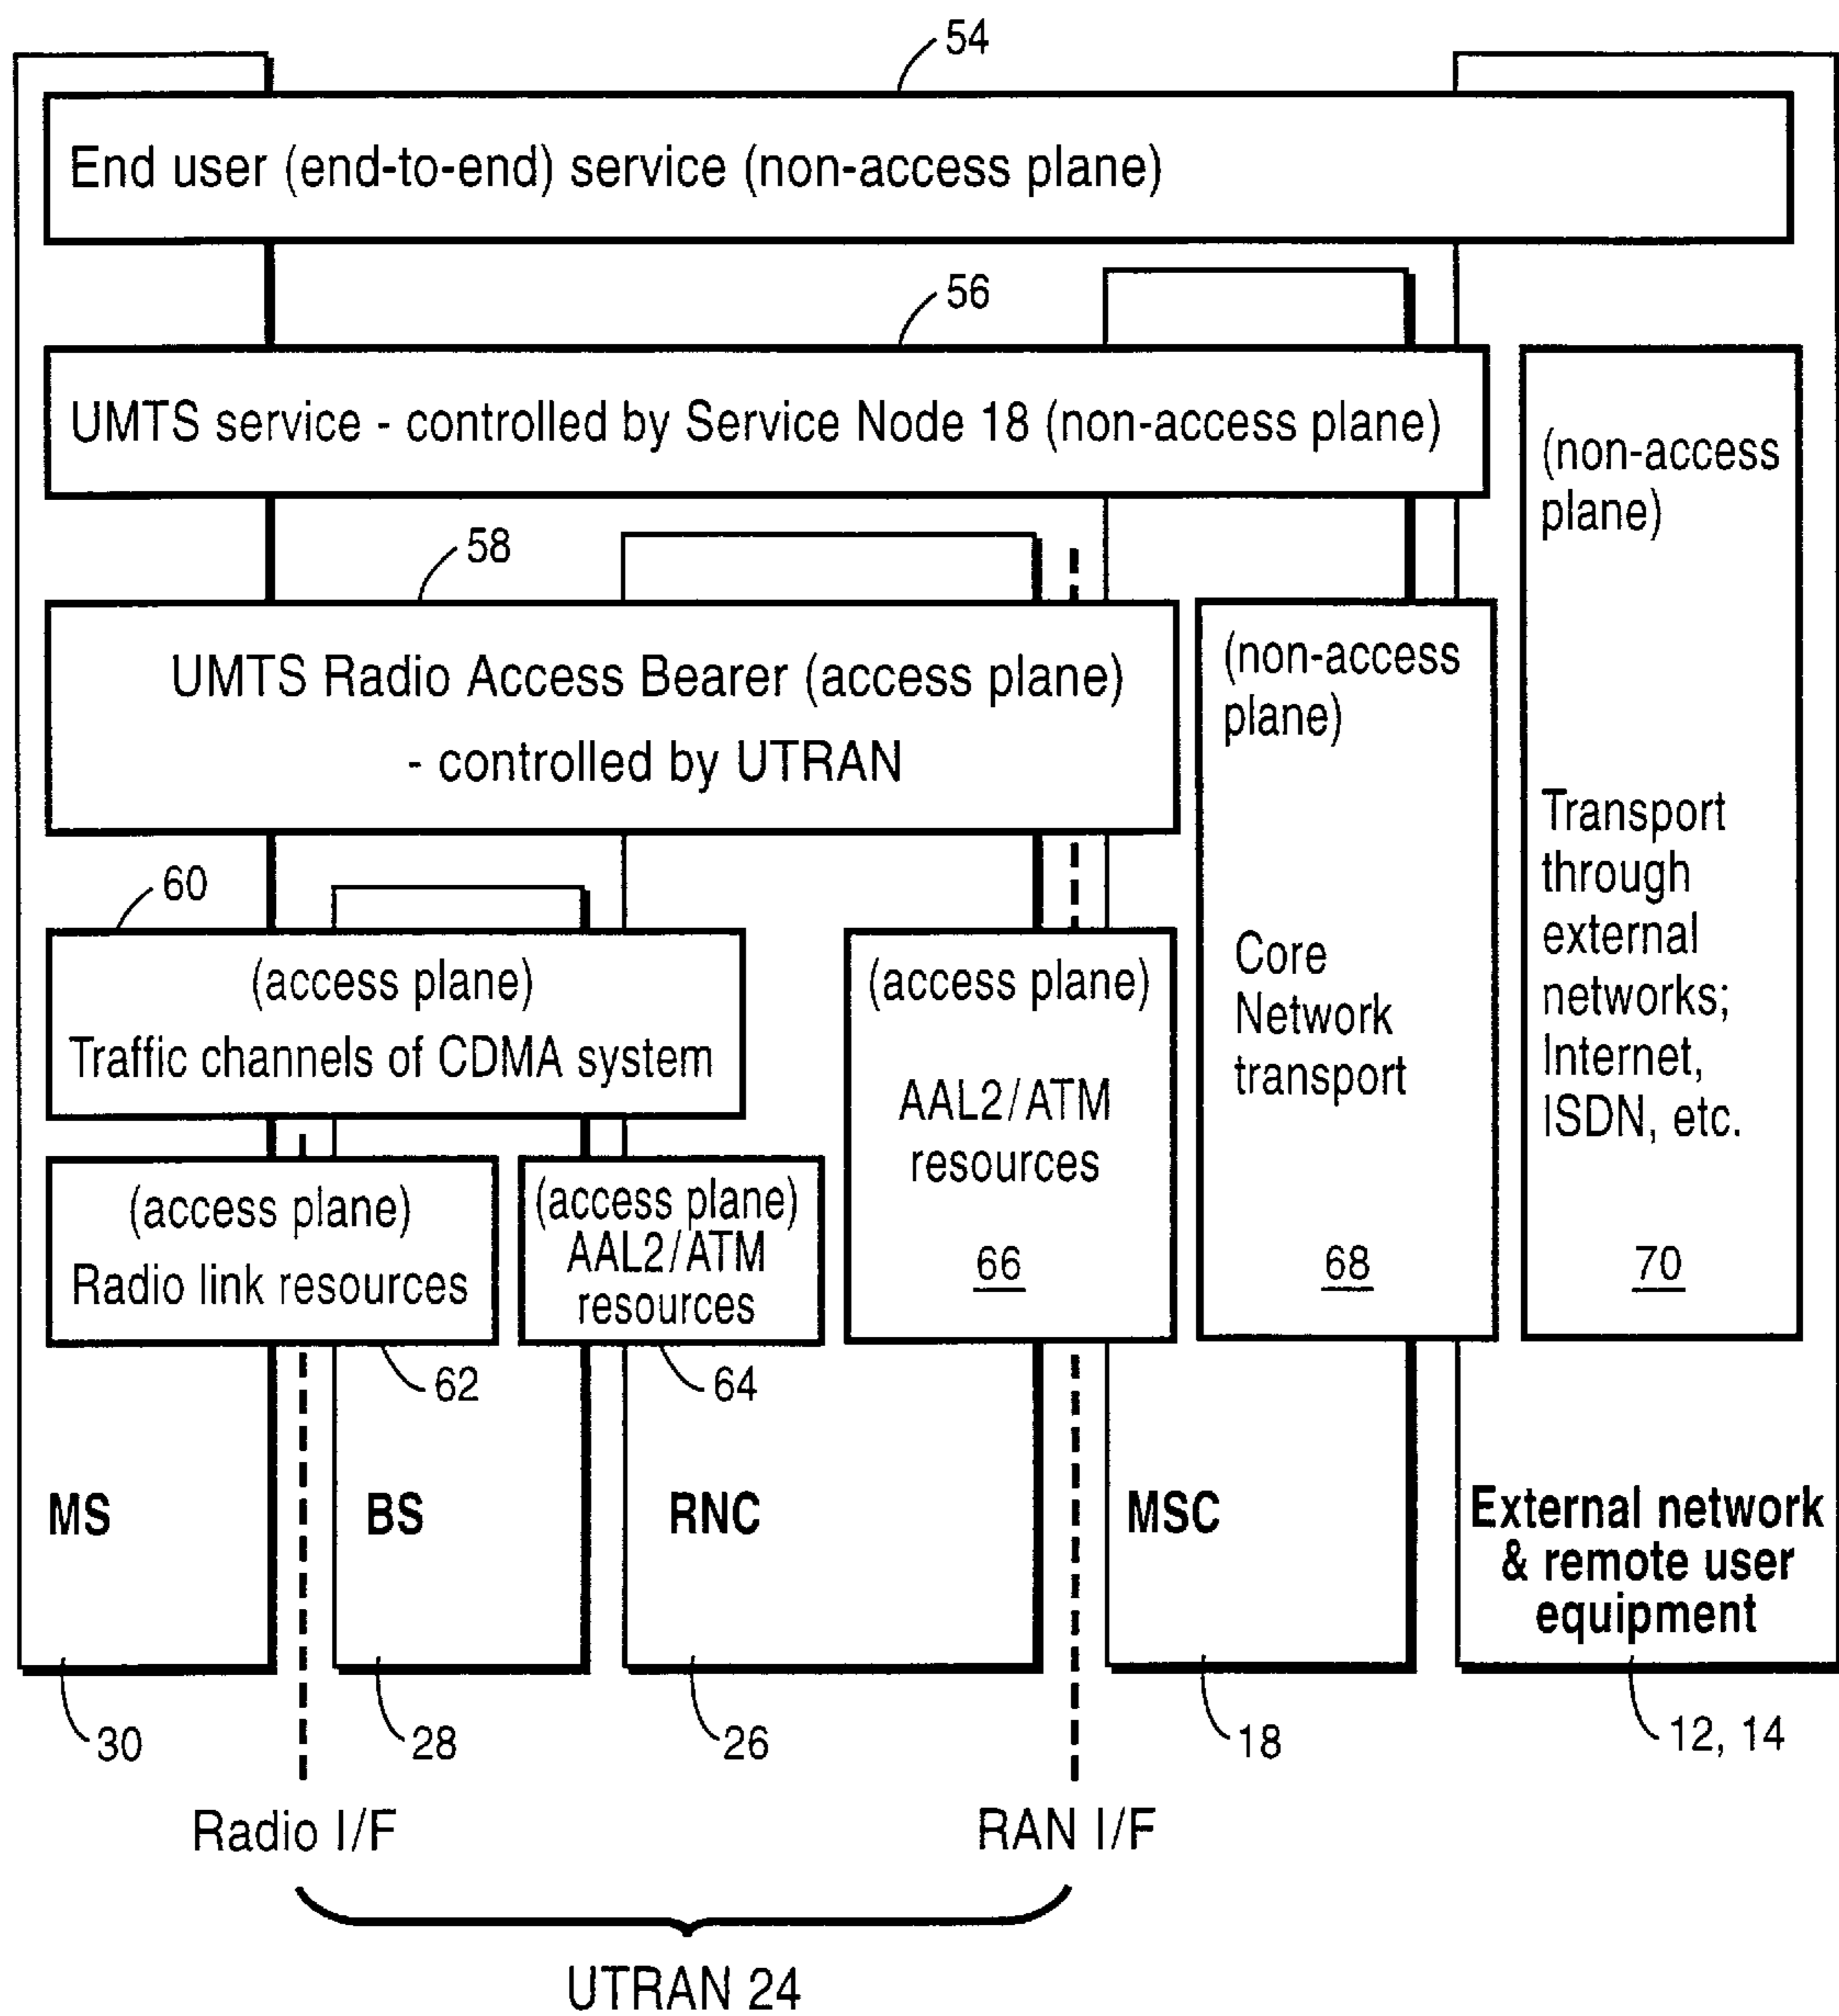 54
End user (end-to-end) service (non-access plane)
56
UMTS service - controlled by Service Node 18 (non-access plane)
(non-access
plane)
Transport
through
external
networks;
Internet,
ISDN, etc.
70
58
UMTS Radio Access Bearer (access plane)
- controlled by UTRAN
(non-access
plane)
Core
Network
transport
68
60
(access plane)
Traffic channels of CDMA system
(access plane)
AAL2/ATM
resources
66
(access plane)
Radio link resources
62
(access plane)
AAL2/ATM
resources
64
MS
BS
RNC
MSC
External network
& remote user
equipment
30
28
26
18
12, 14
Radio I/F
RAN I/F
UTRAN 24